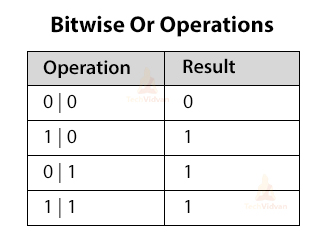 Bitwise Or Operations
Operation Result
0 | 0 0
1 | 0 1
0 | 1 1
1 | 1 1